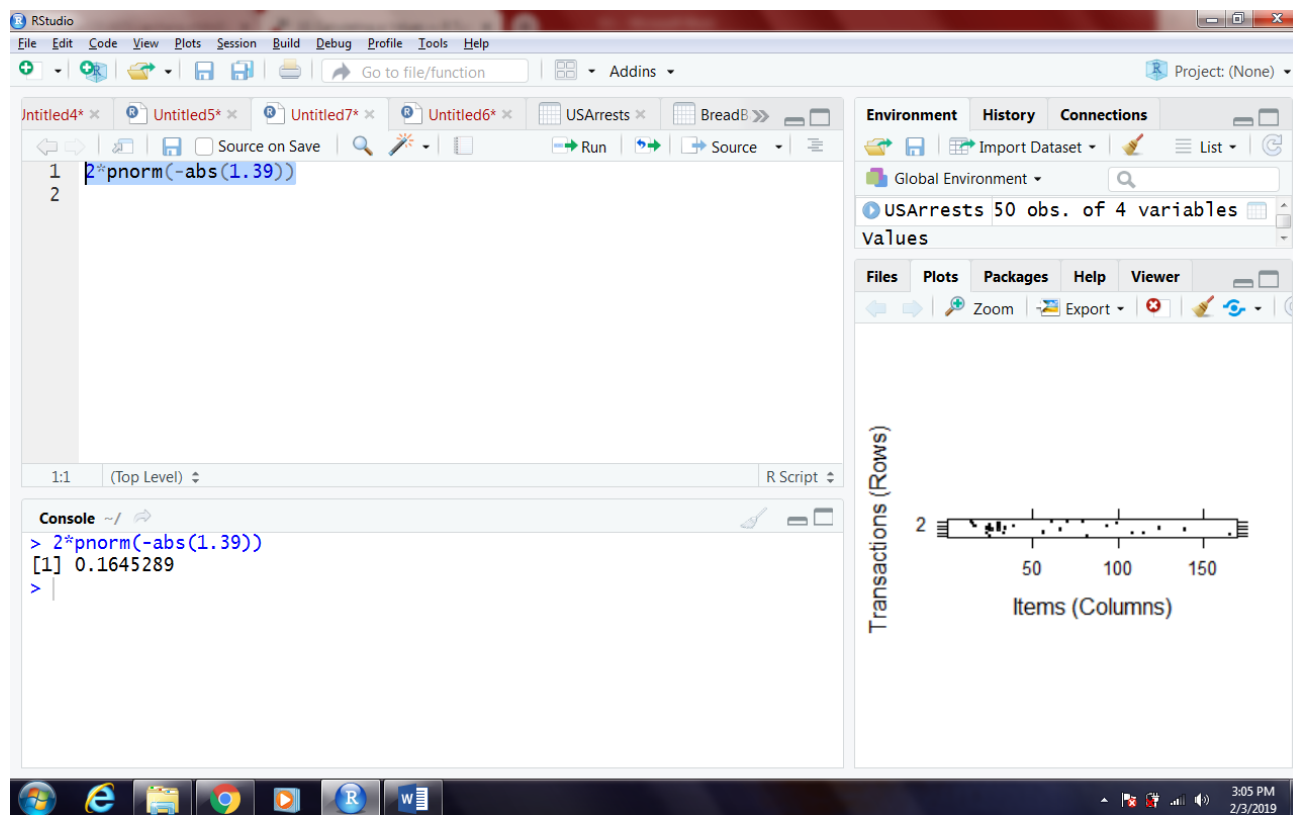 RStudio
File Edit Code View Plots Session Build Debug Profile Tools Help
Go to file/function Addins Project: (None)
Untitled4* Untitled5* Untitled7* Untitled6* USArrests BreadB
Source on Save Run Source
1 2*pnorm(-abs(1.39))
2
1:1 (Top Level) R Script
Console ~/
> 2*pnorm(-abs(1.39))
[1] 0.1645289
>
Environment History Connections
Import Dataset List
Global Environment
USArrests 50 obs. of 4 variables
Values
Files Plots Packages Help Viewer
Zoom Export
Transactions (Rows)
2
50 100 150
Items (Columns)
3:05 PM
2/3/2019